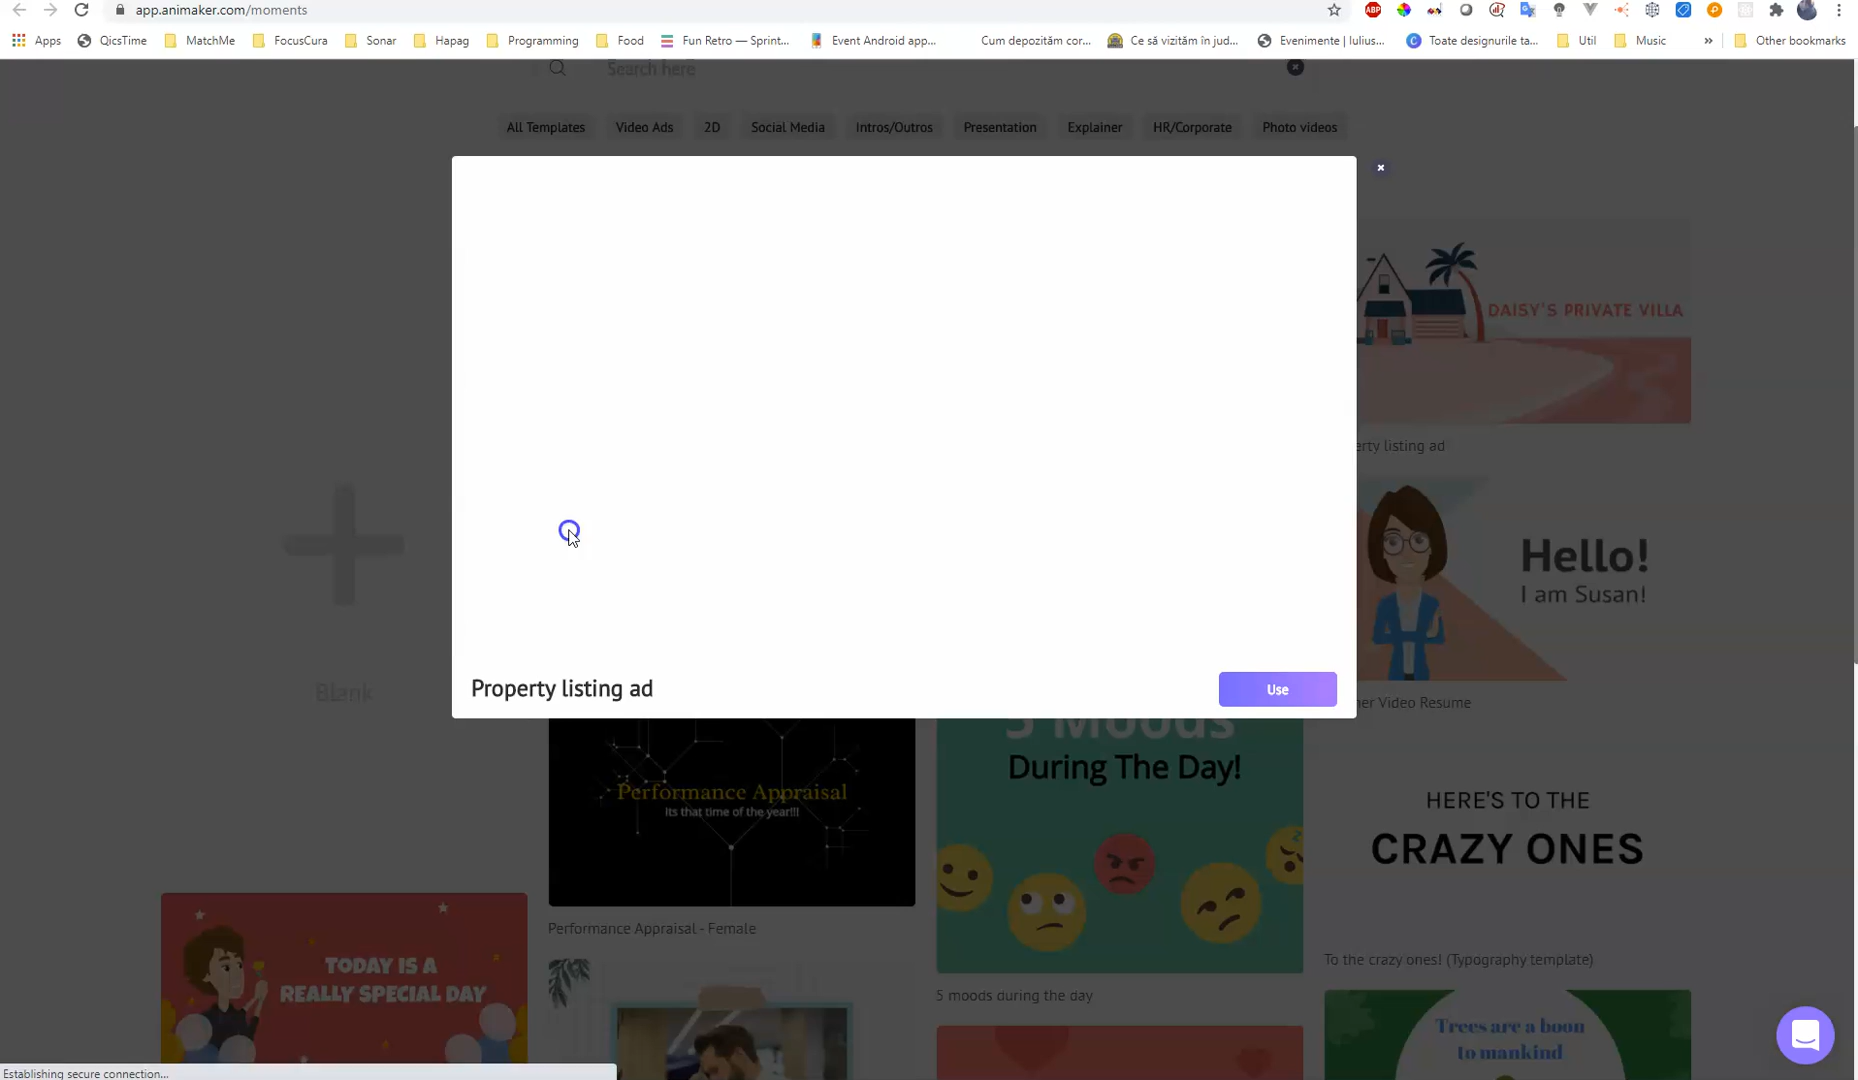 app.animaker.com/moments
ABP
Apps QicsTime MatchMe FocusCura Sonar Hapag Programming Food Fun Retro — Sprint... Event Android app... Cum depozităm cor... Ce să vizităm în jud... Evenimente | Iulius... Toate designurile ta... Util Music » Other bookmarks
Search here
All Templates Video Ads 2D Social Media Intros/Outros Presentation Explainer HR/Corporate Photo videos
DAISY'S PRIVATE VILLA
erty listing ad
Hello!
I am Susan!
Blank
Property listing ad
Use
ner Video Resume
5 Moods
During The Day!
Performance Appraisal
Its that time of the year!!!
HERE'S TO THE
CRAZY ONES
Performance Appraisal - Female
To the crazy ones! (Typography template)
TODAY IS A
REALLY SPECIAL DAY
5 moods during the day
Trees are a boon
to mankind
Establishing secure connection...